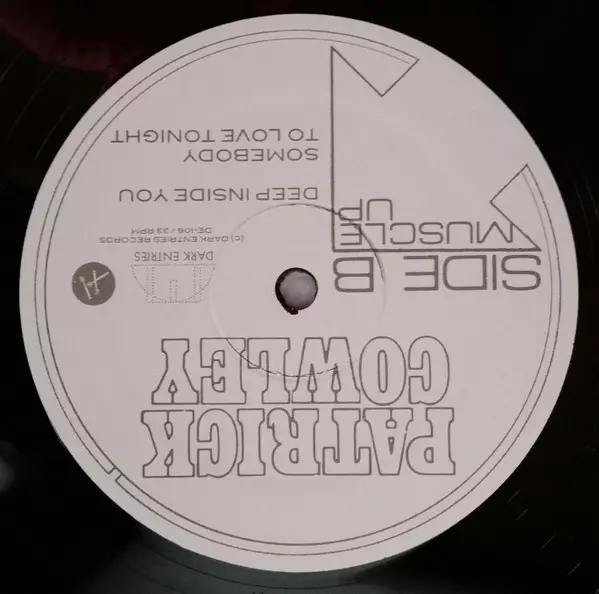 PATRICK
COWLEY
SIDE B
MUSCLE
UP
DARK ENTRIES
(c) DARK ENTRIES RECORDS
DE-106 / 33 RPM
DEEP INSIDE YOU
SOMEBODY
TO LOVE TONIGHT